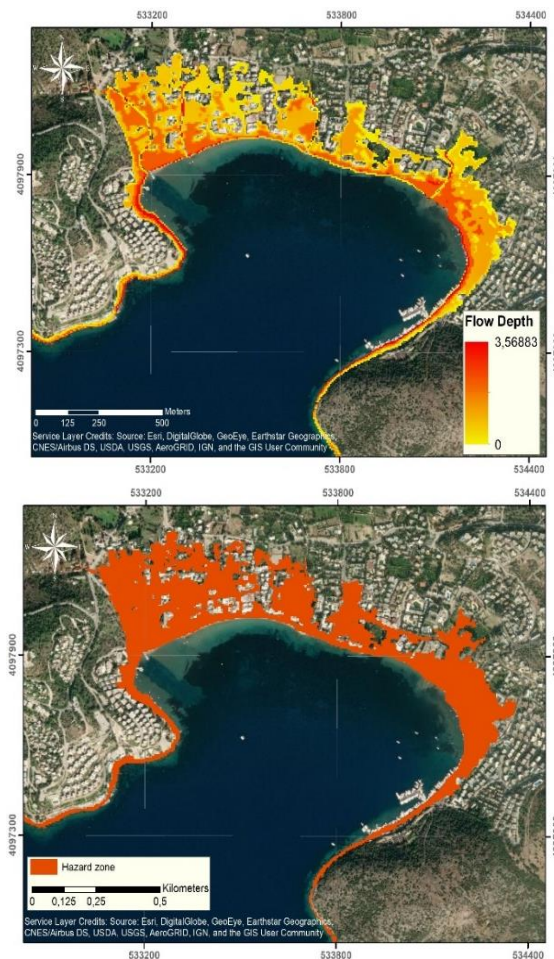 533200 533800 534400
4097900
4097300
Flow Depth
3,56883
0
Meters
0 125 250 500
Service Layer Credits: Source: Esri, DigitalGlobe, GeoEye, Earthstar Geographics,
CNES/Airbus DS, USDA, USGS, AeroGRID, IGN, and the GIS User Community
533200 533800 534400
533200 533800 534400
4097900
4097300
Hazard zone
Kilometers
0 0,125 0,25 0,5
Service Layer Credits: Source: Esri, DigitalGlobe, GeoEye, Earthstar Geographics,
CNES/Airbus DS, USDA, USGS, AeroGRID, IGN, and the GIS User Community
533200 533800 534400